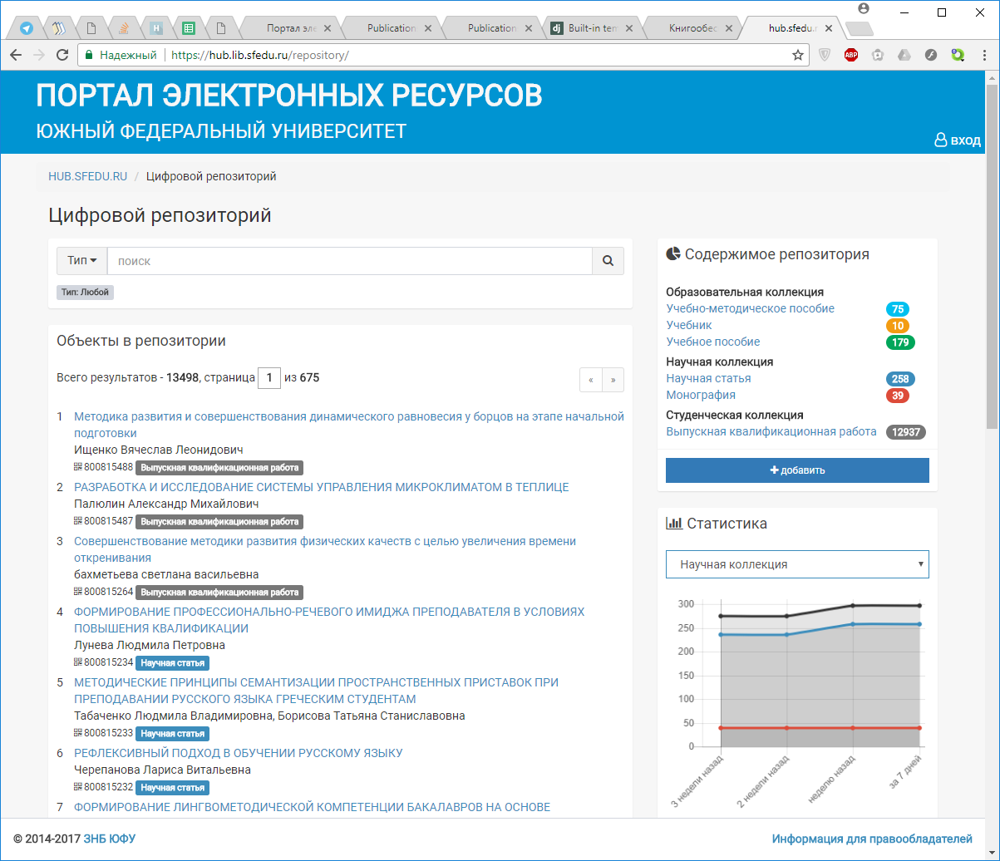 Портал эле
Publication
Publication
Built-in tem
Книгообес
hub.sfedu.r
Надежный
https://hub.lib.sfedu.ru/repository/
ABP
ПОРТАЛ ЭЛЕКТРОННЫХ РЕСУРСОВ
ЮЖНЫЙ ФЕДЕРАЛЬНЫЙ УНИВЕРСИТЕТ
вход
HUB.SFEDU.RU / Цифровой репозиторий
Цифровой репозиторий
Тип
поиск
Тип: Любой
Объекты в репозитории
Всего результатов - 13498, страница 1 из 675
« »
1 Методика развития и совершенствования динамического равновесия у борцов на этапе начальной
подготовки
Ищенко Вячеслав Леонидович
800815488 Выпускная квалификационная работа
2 РАЗРАБОТКА И ИССЛЕДОВАНИЕ СИСТЕМЫ УПРАВЛЕНИЯ МИКРОКЛИМАТОМ В ТЕПЛИЦЕ
Палюлин Александр Михайлович
800815487 Выпускная квалификационная работа
3 Совершенствование методики развития физических качеств с целью увеличения времени
откренивания
бахметьева светлана васильевна
800815264 Выпускная квалификационная работа
4 ФОРМИРОВАНИЕ ПРОФЕССИОНАЛЬНО-РЕЧЕВОГО ИМИДЖА ПРЕПОДАВАТЕЛЯ В УСЛОВИЯХ
ПОВЫШЕНИЯ КВАЛИФИКАЦИИ
Лунева Людмила Петровна
800815234 Научная статья
5 МЕТОДИЧЕСКИЕ ПРИНЦИПЫ СЕМАНТИЗАЦИИ ПРОСТРАНСТВЕННЫХ ПРИСТАВОК ПРИ
ПРЕПОДАВАНИИ РУССКОГО ЯЗЫКА ГРЕЧЕСКИМ СТУДЕНТАМ
Табаченко Людмила Владимировна, Борисова Татьяна Станиславовна
800815233 Научная статья
6 РЕФЛЕКСИВНЫЙ ПОДХОД В ОБУЧЕНИИ РУССКОМУ ЯЗЫКУ
Черепанова Лариса Витальевна
800815232 Научная статья
7 ФОРМИРОВАНИЕ ЛИНГВОМЕТОДИЧЕСКОЙ КОМПЕТЕНЦИИ БАКАЛАВРОВ НА ОСНОВЕ
Содержимое репозитория
Образовательная коллекция
Учебно-методическое пособие 75
Учебник 10
Учебное пособие 179
Научная коллекция
Научная статья 258
Монография 39
Студенческая коллекция
Выпускная квалификационная работа 12937
добавить
Статистика
Научная коллекция
300
250
200
150
100
50
0
3 недели назад
2 недели назад
неделю назад
за 7 дней
© 2014-2017 ЗНБ ЮФУ
Информация для правообладателей